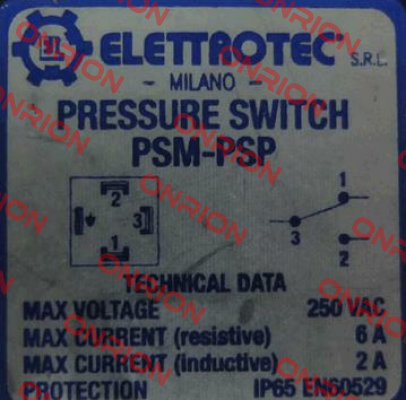 ELETTROTEC S.R.L.
- MILANO -
PRESSURE SWITCH
PSM-PSP
2
3
1
1
3
2
TECHNICAL DATA
MAX VOLTAGE 250 VAC
MAX CURRENT (resistive) 6 A
MAX CURRENT (inductive) 2 A
PROTECTION IP65 EN60529
ONRION